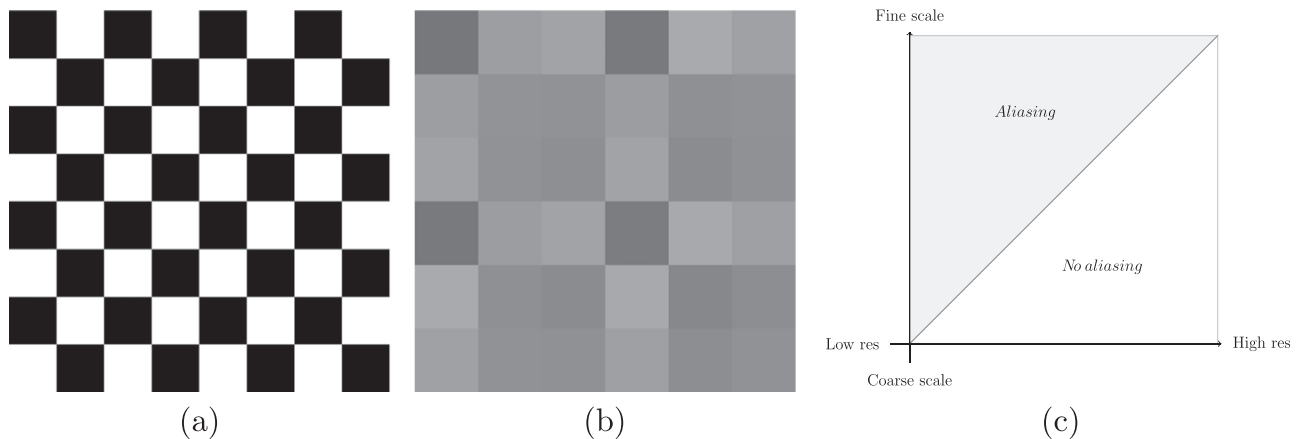 Fine scale
Aliasing
No aliasing
Low res
High res
Coarse scale
(a)
(b)
(c)